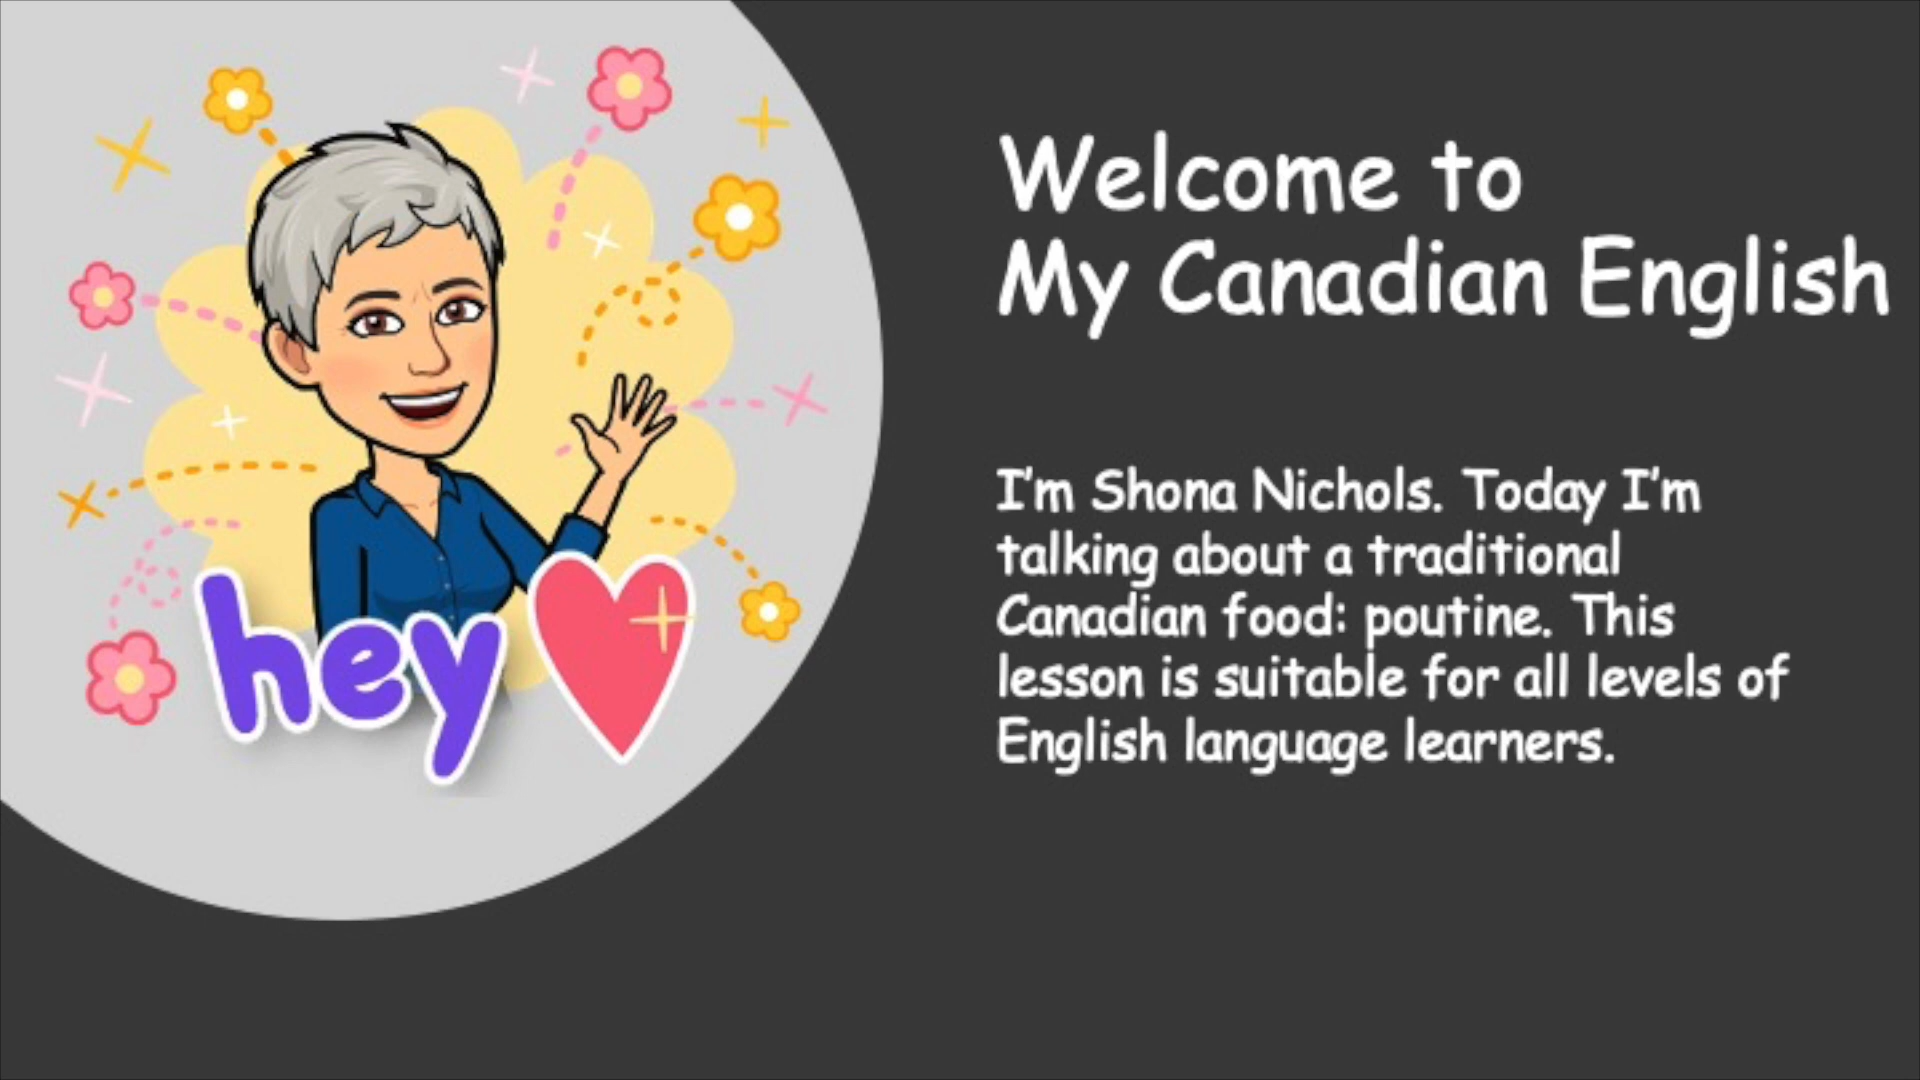 Welcome to
My Canadian English
I'm Shona Nichols. Today I'm
talking about a traditional
Canadian food: poutine. This
lesson is suitable for all levels of
English language learners.
hey